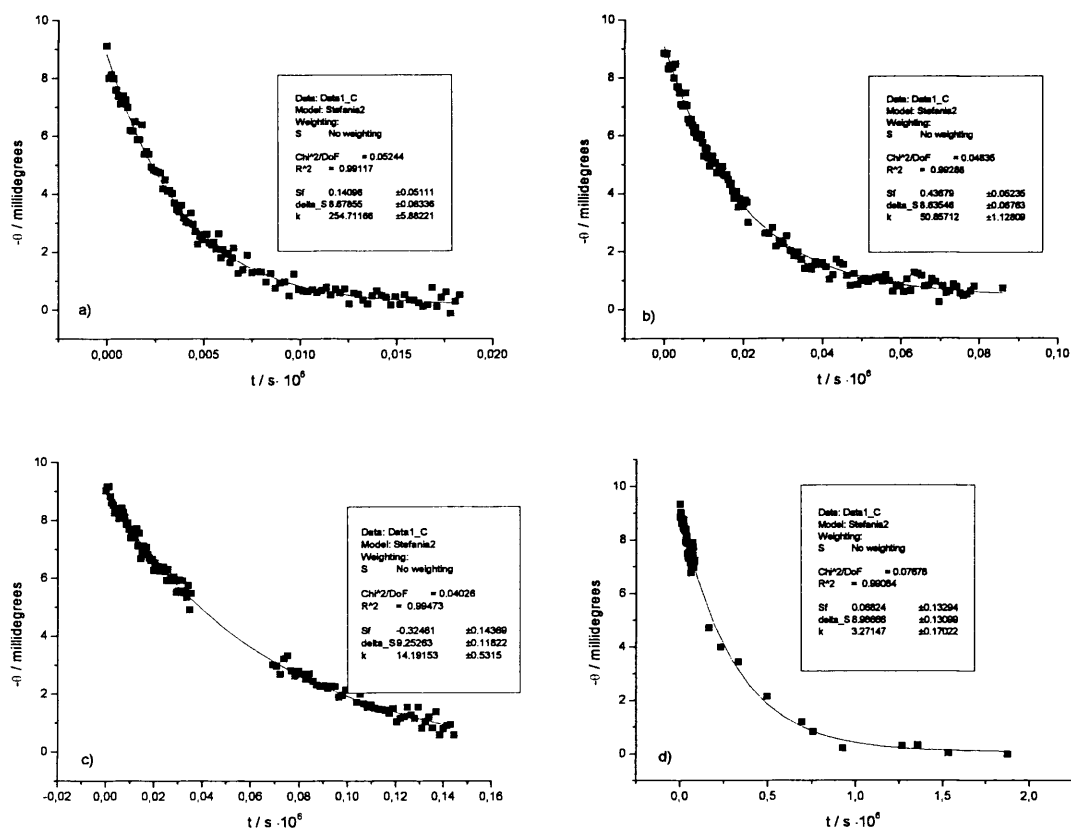 -θ / millidegrees
10
8
6
4
2
0
Data: Data1_C
Model: Stefania2
Weighting:
S No weighting
Chi^2/DoF = 0.05244
R^2 = 0.99117
Sf 0.14096 ±0.05111
delta_S 8.67855 ±0.08336
k 254.71166 ±5.88221
a)
0,000 0,005 0,010 0,015 0,020
t / s· 10⁶
-θ / millidegrees
10
8
6
4
2
0
Data: Data1_C
Model: Stefania2
Weighting:
S No weighting
Chi^2/DoF = 0.04835
R^2 = 0.99286
Sf 0.43679 ±0.05235
delta_S 8.63546 ±0.06763
k 50.85712 ±1.12809
b)
0,00 0,02 0,04 0,06 0,08 0,10
t / s· 10⁶
-θ / millidegrees
10
8
6
4
2
0
Data: Data1_C
Model: Stefania2
Weighting:
S No weighting
Chi^2/DoF = 0.04026
R^2 = 0.99473
Sf -0.32461 ±0.14369
delta_S 9.25263 ±0.11822
k 14.19153 ±0.5315
c)
-0,02 0,00 0,02 0,04 0,06 0,08 0,10 0,12 0,14 0,16
t / s· 10⁶
-θ / millidegrees
10
8
6
4
2
0
Data: Data1_C
Model: Stefania2
Weighting:
S No weighting
Chi^2/DoF = 0.07678
R^2 = 0.99084
Sf 0.06824 ±0.13294
delta_S 8.98666 ±0.13099
k 3.27147 ±0.17022
d)
0,0 0,5 1,0 1,5 2,0
t / s· 10⁶